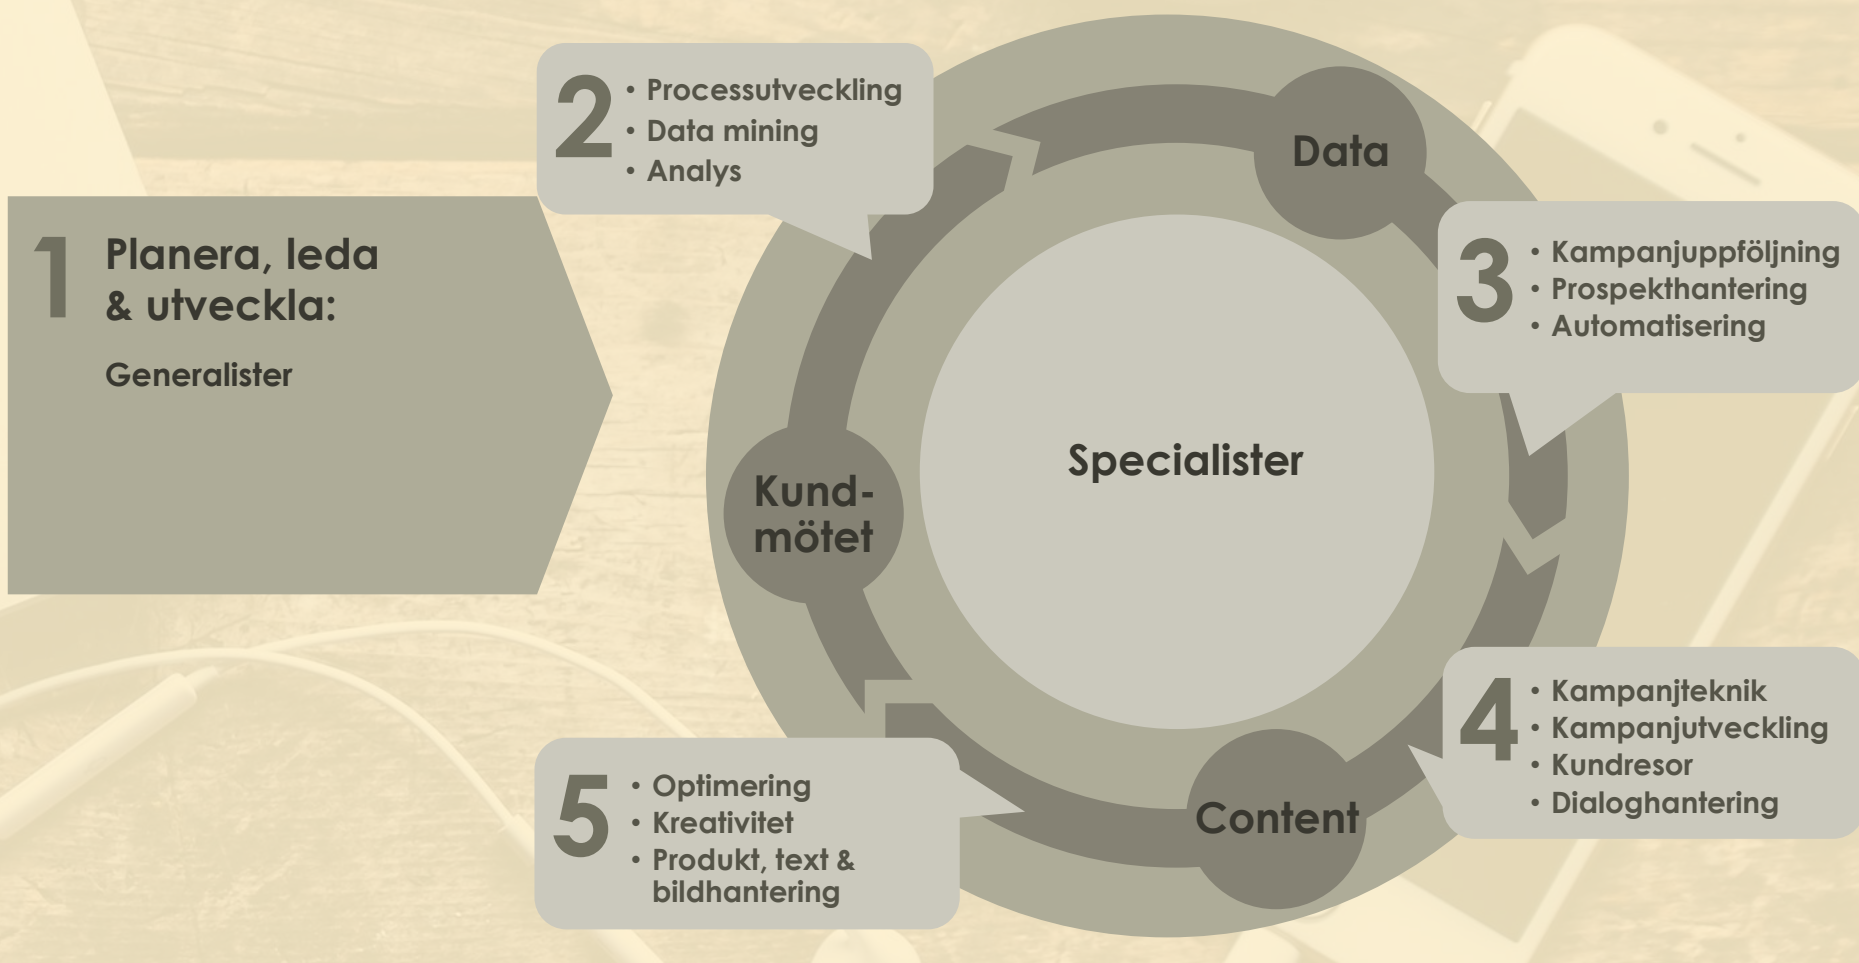 1
Planera, leda
& utveckla:
Generalister
2
• Processutveckling
• Data mining
• Analys
Data
3
• Kampanjuppföljning
• Prospekthantering
• Automatisering
Specialister
Kund-
mötet
4
• Kampanjteknik
• Kampanjutveckling
• Kundresor
• Dialoghantering
Content
5
• Optimering
• Kreativitet
• Produkt, text &
bildhantering